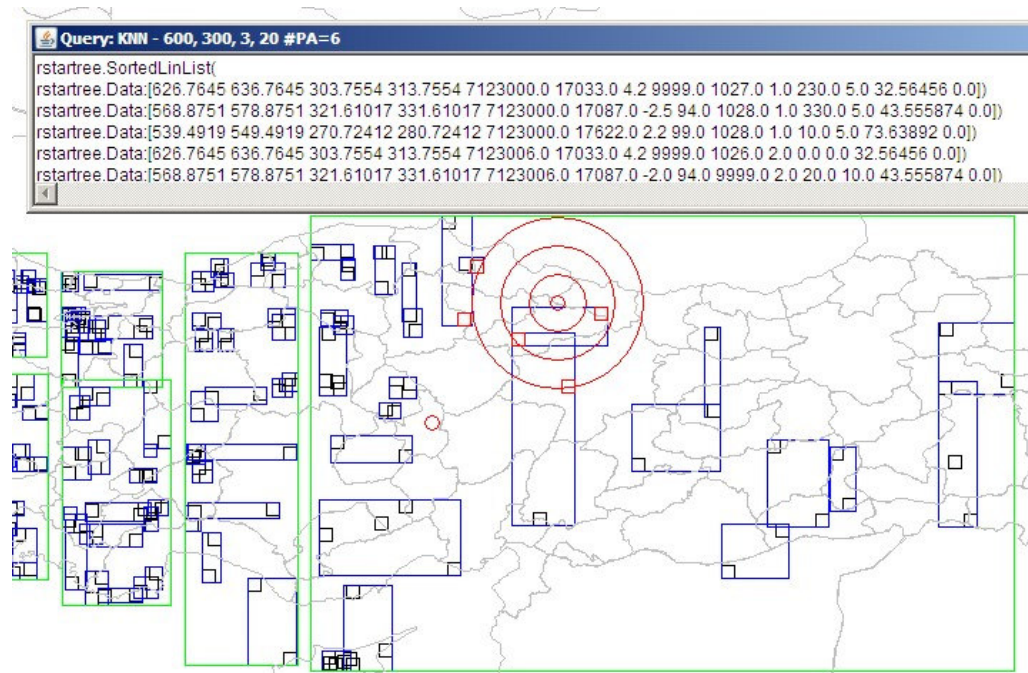 Query: KNN - 600, 300, 3, 20 #PA=6
rstartree.SortedLinList(
rstartree.Data:[626.7645 636.7645 303.7554 313.7554 7123000.0 17033.0 4.2 9999.0 1027.0 1.0 230.0 5.0 32.56456 0.0])
rstartree.Data:[568.8751 578.8751 321.61017 331.61017 7123000.0 17087.0 -2.5 94.0 1028.0 1.0 330.0 5.0 43.555874 0.0])
rstartree.Data:[539.4919 549.4919 270.72412 280.72412 7123000.0 17622.0 2.2 99.0 1028.0 1.0 10.0 5.0 73.63892 0.0])
rstartree.Data:[626.7645 636.7645 303.7554 313.7554 7123006.0 17033.0 4.2 9999.0 1026.0 2.0 0.0 0.0 32.56456 0.0])
rstartree.Data:[568.8751 578.8751 321.61017 331.61017 7123006.0 17087.0 -2.0 94.0 9999.0 2.0 20.0 10.0 43.555874 0.0])